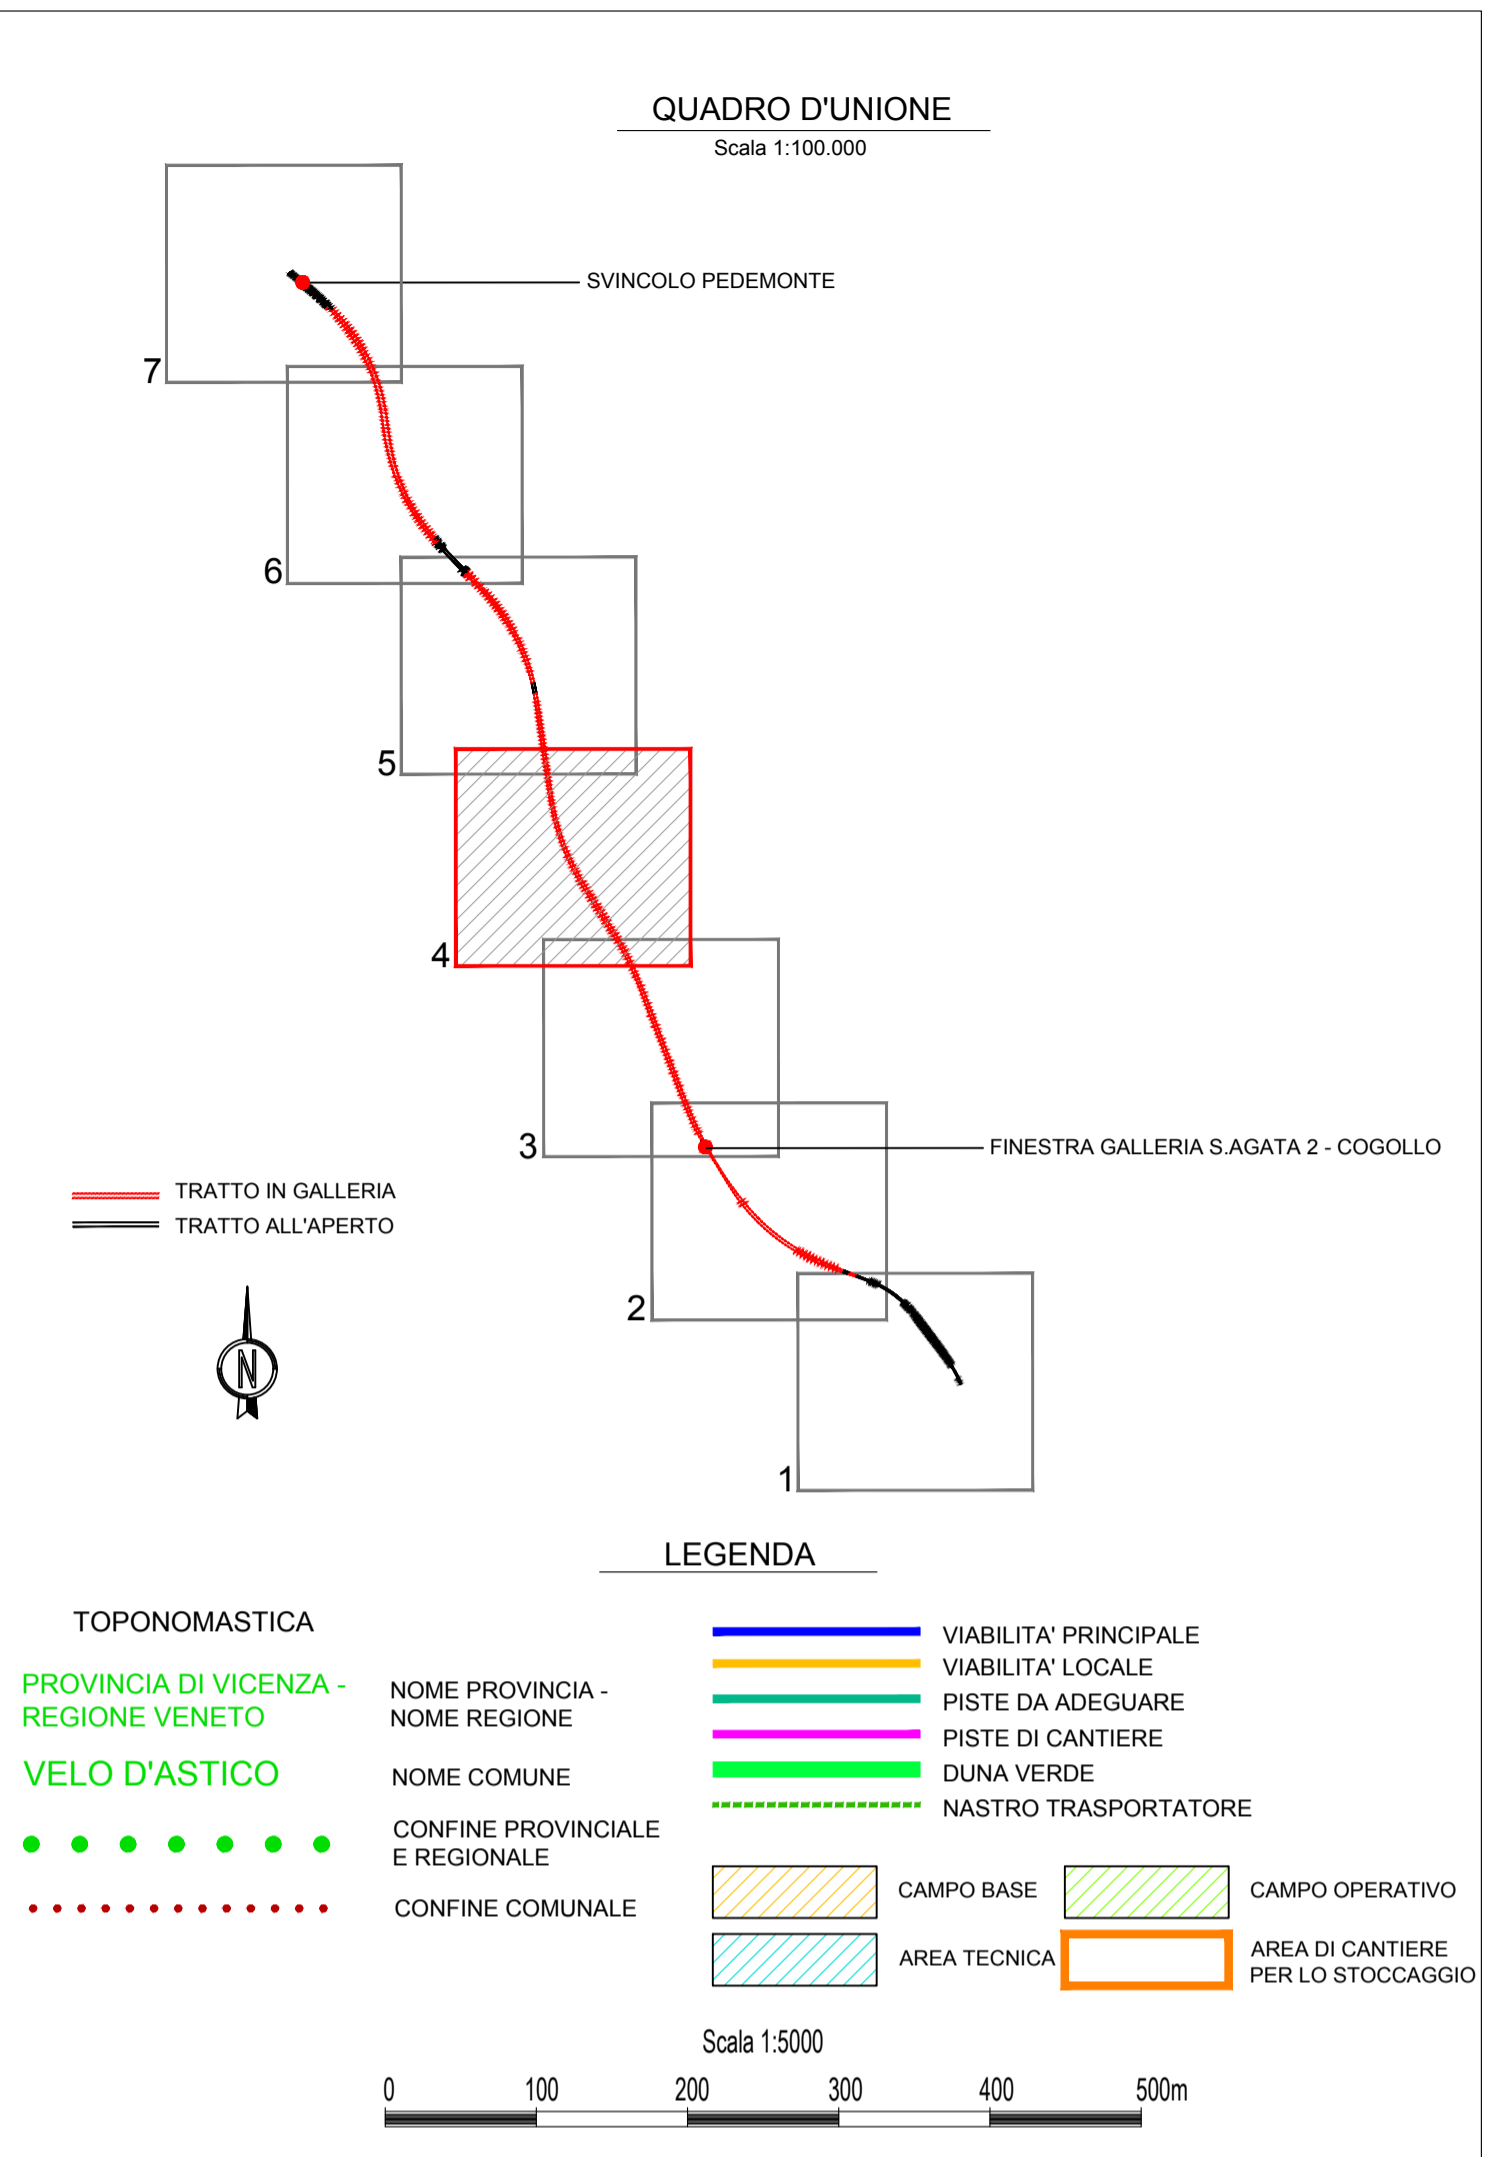 QUADRO D'UNIONE
Scala 1:100.000
SVINCOLO PEDEMONTE
7
6
5
4
3
FINESTRA GALLERIA S.AGATA 2 - COGOLLO
TRATTO IN GALLERIA
TRATTO ALL'APERTO
2
N
1
LEGENDA
TOPONOMASTICA
PROVINCIA DI VICENZA -
REGIONE VENETO
NOME PROVINCIA -
NOME REGIONE
VELO D'ASTICO
NOME COMUNE
CONFINE PROVINCIALE
E REGIONALE
CONFINE COMUNALE
VIABILITA' PRINCIPALE
VIABILITA' LOCALE
PISTE DA ADEGUARE
PISTE DI CANTIERE
DUNA VERDE
NASTRO TRASPORTATORE
CAMPO BASE
CAMPO OPERATIVO
AREA TECNICA
AREA DI CANTIERE
PER LO STOCCAGGIO
Scala 1:5000
0 100 200 300 400 500m